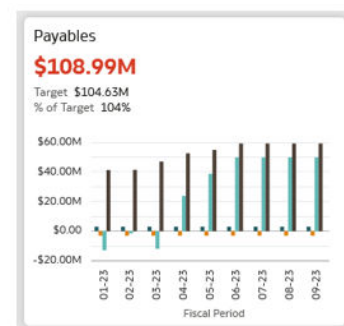 Payables
$108.99M
Target $104.63M
% of Target 104%
$60.00M
$40.00M
$20.00M
$0.00
-$20.00M
01-23
02-23
03-23
04-23
05-23
06-23
07-23
08-23
09-23
Fiscal Period